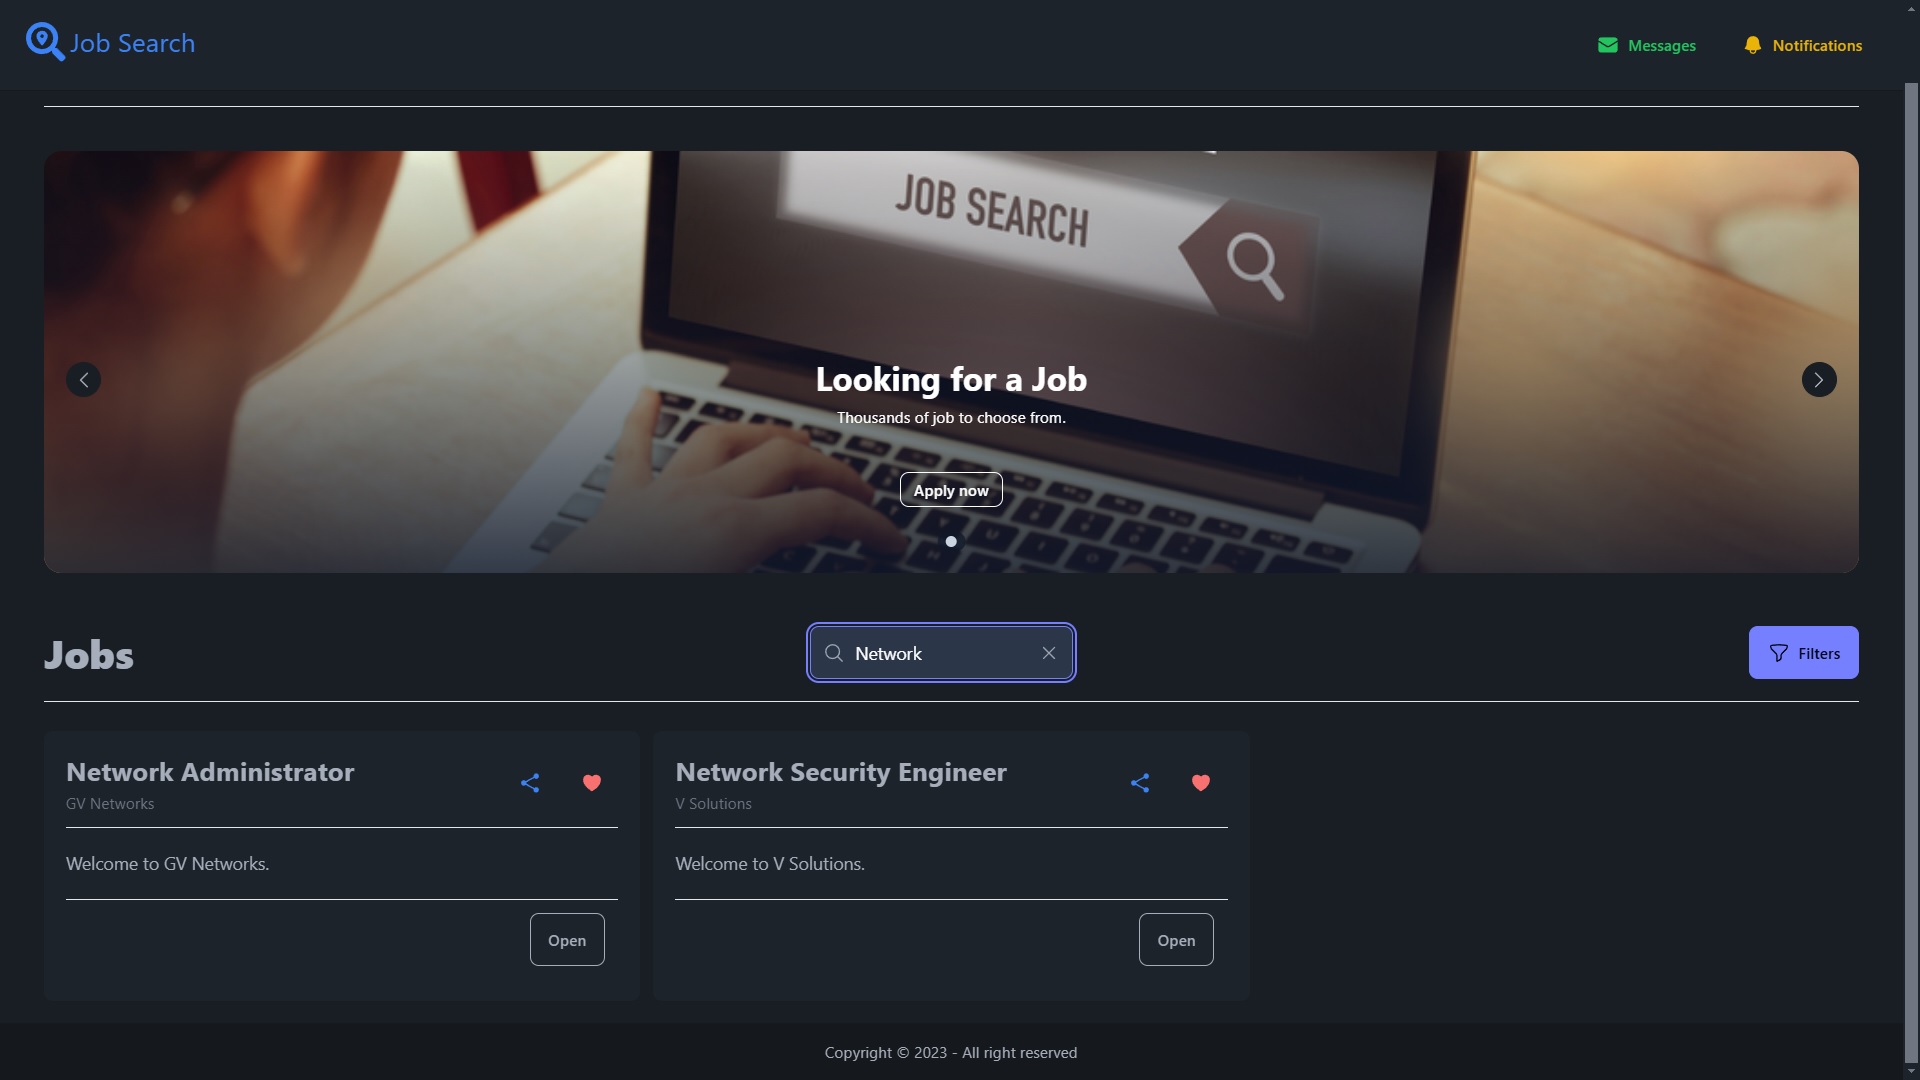 Job Search
Messages
Notifications
JOB SEARCH
Looking for a Job
Thousands of job to choose from.
Apply now
Jobs
Network
Filters
Network Administrator
GV Networks
Welcome to GV Networks.
Open
Network Security Engineer
V Solutions
Welcome to V Solutions.
Open
Copyright © 2023 - All right reserved